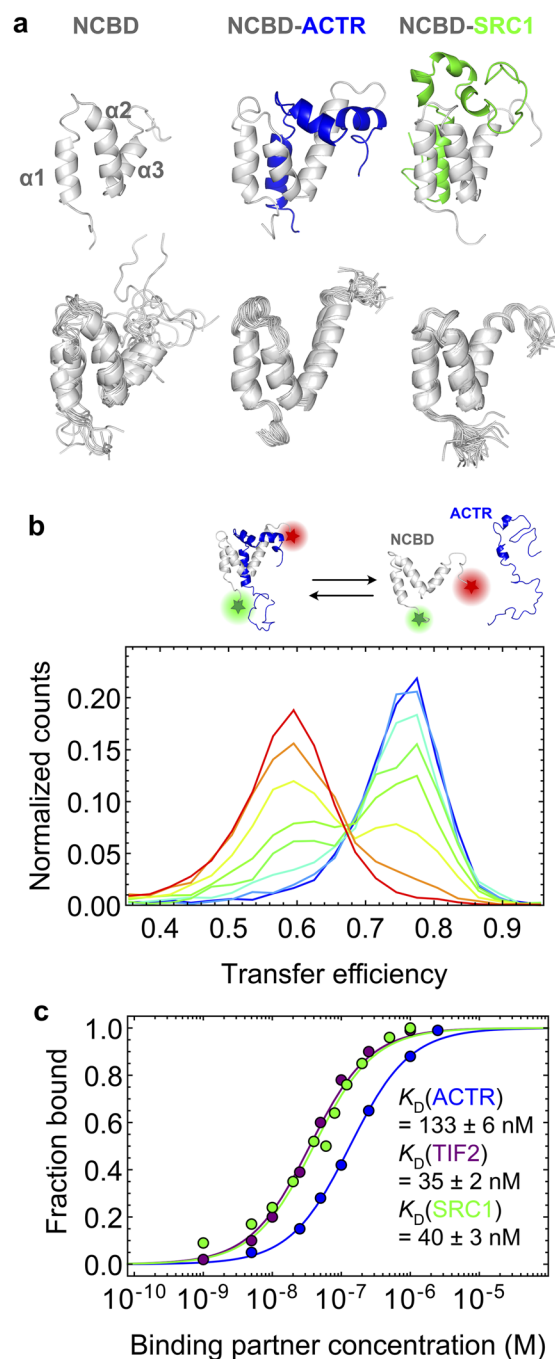 a
NCBD NCBD-ACTR NCBD-SRC1
α1
α2
α3
b
NCBD
ACTR
Normalized counts
0.20
0.15
0.10
0.05
0.00
0.4 0.5 0.6 0.7 0.8 0.9
Transfer efficiency
c
Fraction bound
1.0
0.8
0.6
0.4
0.2
0.0
KD(ACTR)
= 133 ± 6 nM
KD(TIF2)
= 35 ± 2 nM
KD(SRC1)
= 40 ± 3 nM
10-10 10-9 10-8 10-7 10-6 10-5 10-4
Binding partner concentration (M)